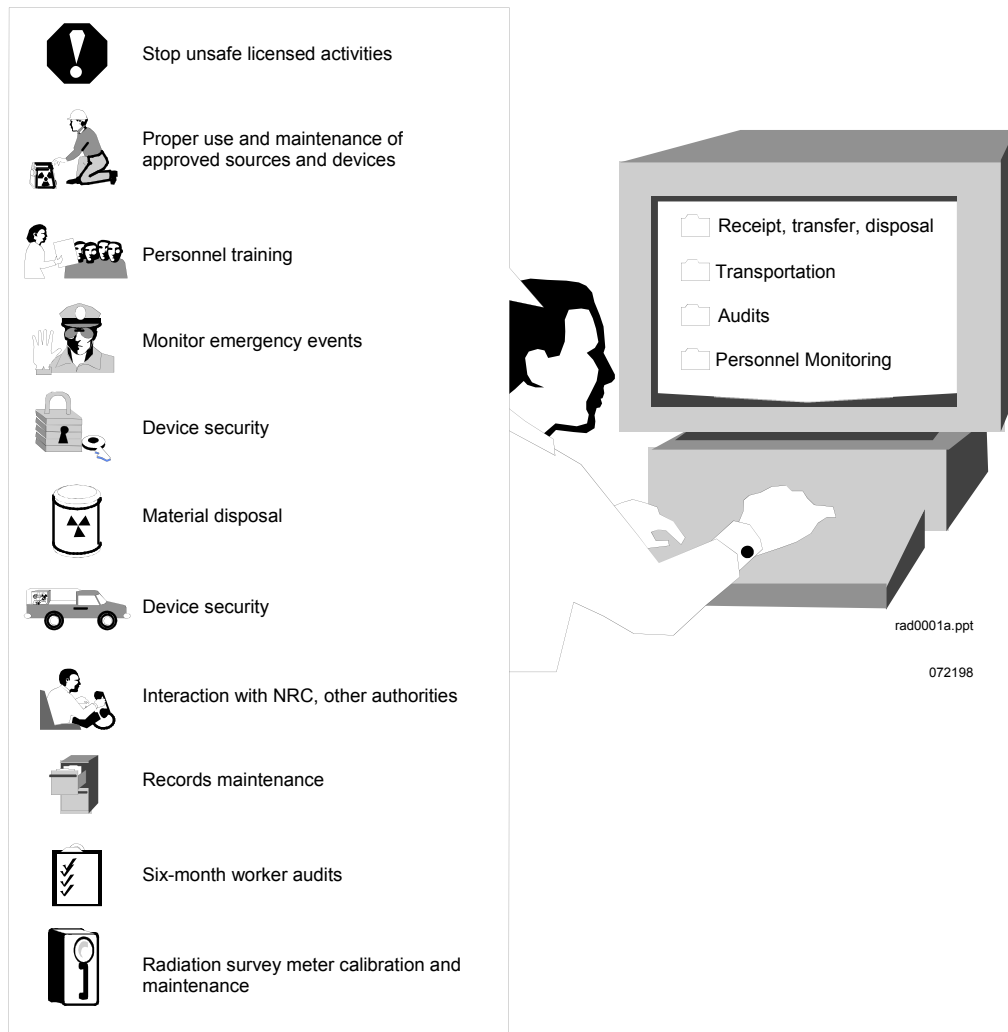 Stop unsafe licensed activities
Proper use and maintenance of
approved sources and devices
Personnel training
Monitor emergency events
Device security
Material disposal
Device security
Interaction with NRC, other authorities
Records maintenance
Six-month worker audits
Radiation survey meter calibration and
maintenance
Receipt, transfer, disposal
Transportation
Audits
Personnel Monitoring
rad0001a.ppt
072198